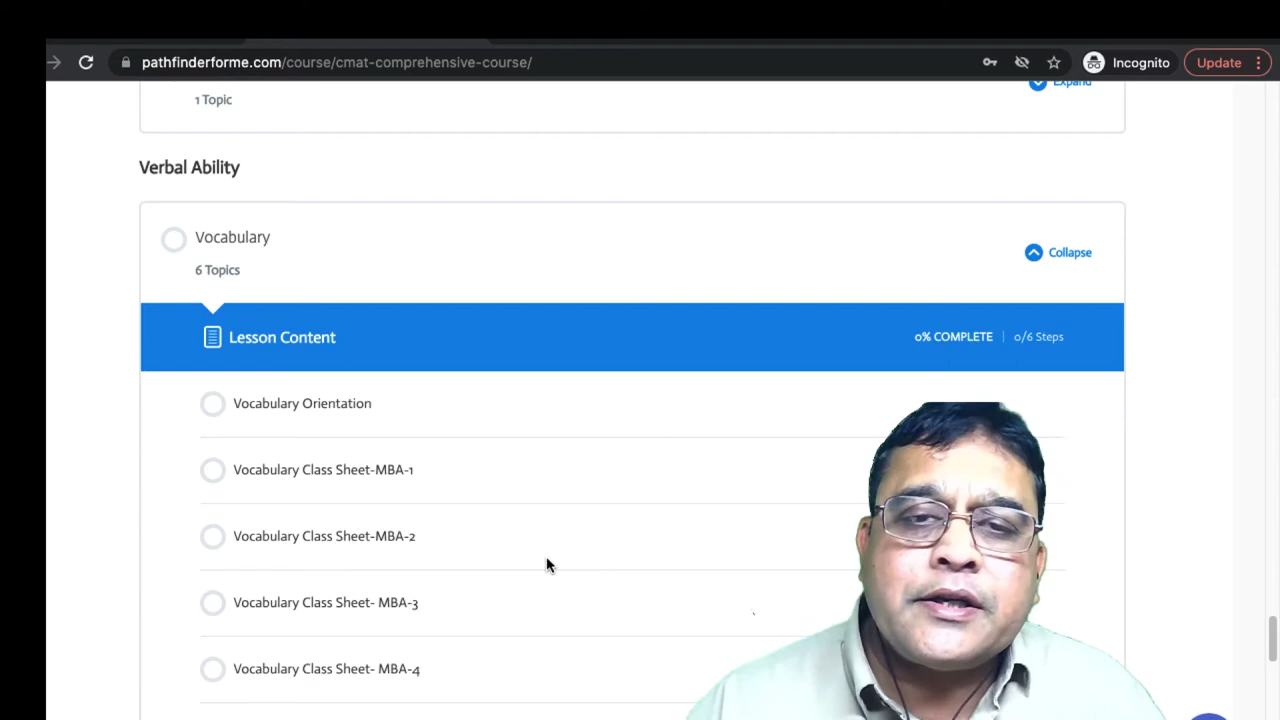 pathfinderforme.com/course/cmat-comprehensive-course/
Incognito
Update
1 Topic
Expand
Verbal Ability
Vocabulary
6 Topics
Collapse
Lesson Content
0% COMPLETE
0/6 Steps
Vocabulary Orientation
Vocabulary Class Sheet-MBA-1
Vocabulary Class Sheet-MBA-2
Vocabulary Class Sheet- MBA-3
Vocabulary Class Sheet- MBA-4